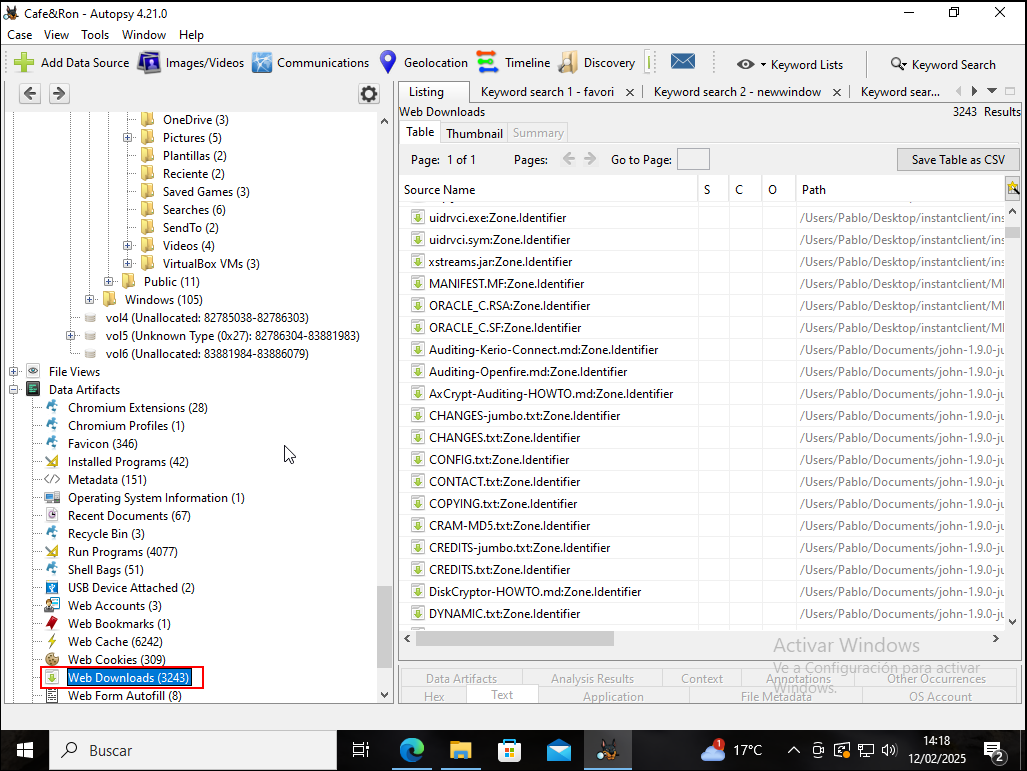 Cafe&Ron - Autopsy 4.21.0
Case View Tools Window Help
Add Data Source Images/Videos Communications Geolocation Timeline Discovery Keyword Lists Keyword Search
OneDrive (3)
Pictures (5)
Plantillas (2)
Reciente (2)
Saved Games (3)
Searches (6)
SendTo (2)
Videos (4)
VirtualBox VMs (3)
Public (11)
Windows (105)
vol4 (Unallocated: 82785038-82786303)
vol5 (Unknown Type (0x27): 82786304-83881983)
vol6 (Unallocated: 83881984-83886079)
File Views
Data Artifacts
Chromium Extensions (28)
Chromium Profiles (1)
Favicon (346)
Installed Programs (42)
Metadata (151)
Operating System Information (1)
Recent Documents (67)
Recycle Bin (3)
Run Programs (4077)
Shell Bags (51)
USB Device Attached (2)
Web Accounts (3)
Web Bookmarks (1)
Web Cache (6242)
Web Cookies (309)
Web Downloads (3243)
Web Form Autofill (8)
Listing Keyword search 1 - favori Keyword search 2 - newwindow Keyword sear...
Web Downloads 3243 Results
Table Thumbnail Summary
Page: 1 of 1 Pages: Go to Page: Save Table as CSV
Source Name S C O Path
uidrvci.exe:Zone.Identifier /Users/Pablo/Desktop/instantclient/ins
uidrvci.sym:Zone.Identifier /Users/Pablo/Desktop/instantclient/ins
xstreams.jar:Zone.Identifier /Users/Pablo/Desktop/instantclient/ins
MANIFEST.MF:Zone.Identifier /Users/Pablo/Desktop/instantclient/MI
ORACLE_C.RSA:Zone.Identifier /Users/Pablo/Desktop/instantclient/MI
ORACLE_C.SF:Zone.Identifier /Users/Pablo/Desktop/instantclient/MI
Auditing-Kerio-Connect.md:Zone.Identifier /Users/Pablo/Documents/john-1.9.0-ju
Auditing-Openfire.md:Zone.Identifier /Users/Pablo/Documents/john-1.9.0-ju
AxCrypt-Auditing-HOWTO.md:Zone.Identifier /Users/Pablo/Documents/john-1.9.0-ju
CHANGES-jumbo.txt:Zone.Identifier /Users/Pablo/Documents/john-1.9.0-ju
CHANGES.txt:Zone.Identifier /Users/Pablo/Documents/john-1.9.0-ju
CONFIG.txt:Zone.Identifier /Users/Pablo/Documents/john-1.9.0-ju
CONTACT.txt:Zone.Identifier /Users/Pablo/Documents/john-1.9.0-ju
COPYING.txt:Zone.Identifier /Users/Pablo/Documents/john-1.9.0-ju
CRAM-MD5.txt:Zone.Identifier /Users/Pablo/Documents/john-1.9.0-ju
CREDITS-jumbo.txt:Zone.Identifier /Users/Pablo/Documents/john-1.9.0-ju
CREDITS.txt:Zone.Identifier /Users/Pablo/Documents/john-1.9.0-ju
DiskCryptor-HOWTO.md:Zone.Identifier /Users/Pablo/Documents/john-1.9.0-ju
DYNAMIC.txt:Zone.Identifier /Users/Pablo/Documents/john-1.9.0-ju
Activar Windows
Ve a Configuración para activar
Windows.
Data Artifacts Analysis Results Context Annotations Other Occurrences
Hex Text Application File Metadata OS Account
Buscar
1
17°C
14:18
12/02/2025
2